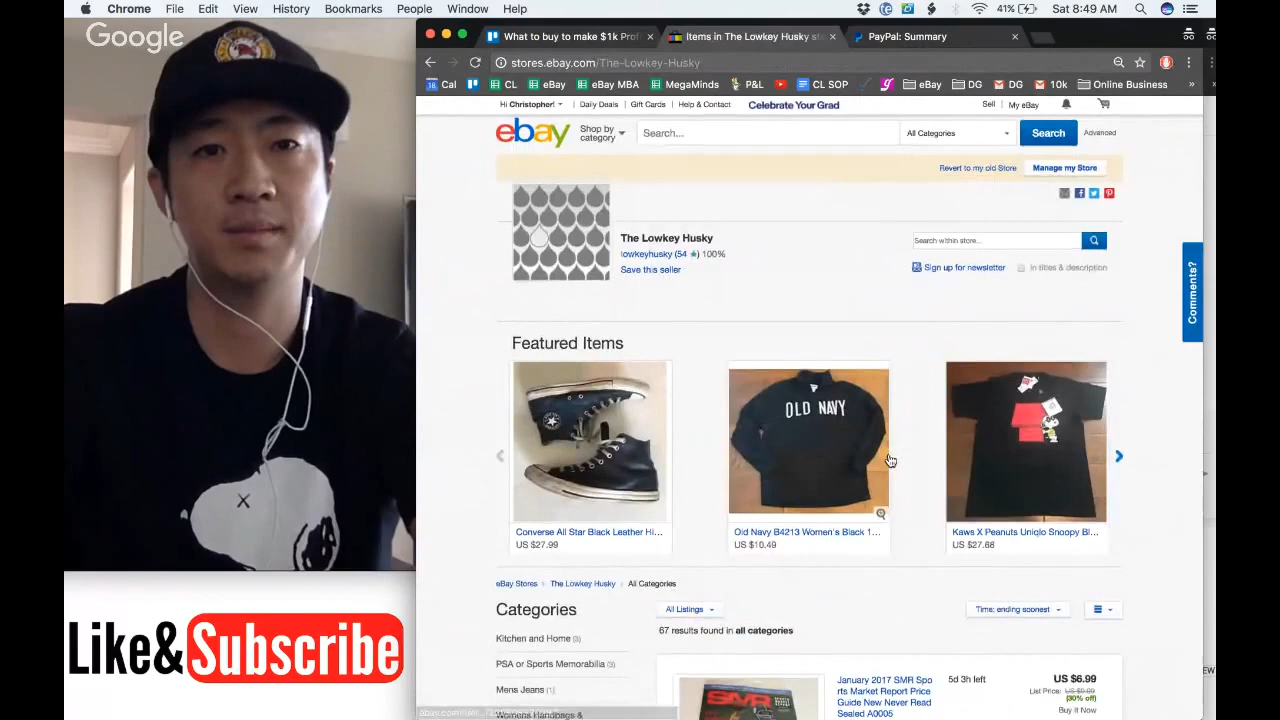 Chrome File Edit View History Bookmarks People Window Help
41% Sat 8:49 AM
Google
What to buy to make $1k Prof
Items in The Lowkey Husky st
PayPal: Summary
stores.ebay.com/The-Lowkey-Husky
Cal CL eBay eBay MBA MegaMinds P&L CL SOP eBay DG DG 10k Online Business »
Hi Christopher! Daily Deals Gift Cards Help & Contact Celebrate Your Grad Sell My eBay
ebay Shop by category Search... All Categories Search Advanced
Revert to my old Store Manage my Store
The Lowkey Husky
lowkeyhusky (54 ) 100%
Save this seller
Search within store...
Sign up for newsletter In titles & description
Comments?
Featured Items
OLD NAVY
Converse All Star Black Leather Hi...
US $27.99
Old Navy B4213 Women's Black 1...
US $10.49
Kaws X Peanuts Uniqlo Snoopy Bl...
US $27.68
eBay Stores The Lowkey Husky All Categories
Categories
All Listings
Time: ending soonest
67 results found in all categories
Kitchen and Home (3)
PSA or Sports Memorabilia (3)
Mens Jeans (1)
Womens Handbags &
SMR
January 2017 SMR Spo
rts Market Report Price
Guide New Never Read
Sealed A0005
5d 3h left
US $6.99
List Price: US $9.99
(30% off)
Buy It Now
Like&Subscribe